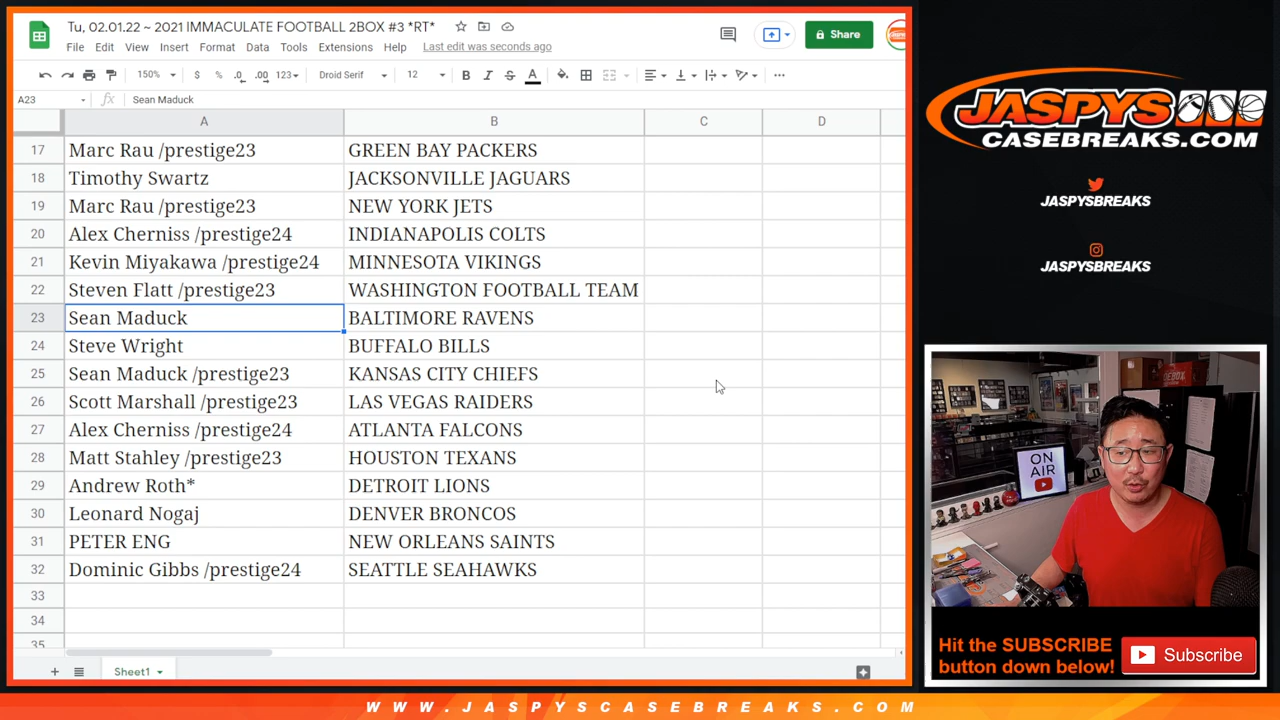 Tu, 02.01.22 ~ 2021 IMMACULATE FOOTBALL 2BOX #3 *RT*
File Edit View Insert Format Data Tools Extensions Help Last edit was seconds ago
Share
150% $ % .0 .00 123 Droid Serif 12 B I S A
A23 fx Sean Maduck
A B C D
17 Marc Rau /prestige23 GREEN BAY PACKERS
18 Timothy Swartz JACKSONVILLE JAGUARS
19 Marc Rau /prestige23 NEW YORK JETS
20 Alex Cherniss /prestige24 INDIANAPOLIS COLTS
21 Kevin Miyakawa /prestige24 MINNESOTA VIKINGS
22 Steven Flatt /prestige23 WASHINGTON FOOTBALL TEAM
23 Sean Maduck BALTIMORE RAVENS
24 Steve Wright BUFFALO BILLS
25 Sean Maduck /prestige23 KANSAS CITY CHIEFS
26 Scott Marshall /prestige23 LAS VEGAS RAIDERS
27 Alex Cherniss /prestige24 ATLANTA FALCONS
28 Matt Stahley /prestige23 HOUSTON TEXANS
29 Andrew Roth* DETROIT LIONS
30 Leonard Nogaj DENVER BRONCOS
31 PETER ENG NEW ORLEANS SAINTS
32 Dominic Gibbs /prestige24 SEATTLE SEAHAWKS
33
34
35
Sheet1
JASPYS
CASEBREAKS.COM
JASPYSBREAKS
JASPYSBREAKS
ON
AIR
Hit the SUBSCRIBE
button down below!
Subscribe
WWW.JASPYSCASEBREAKS.COM